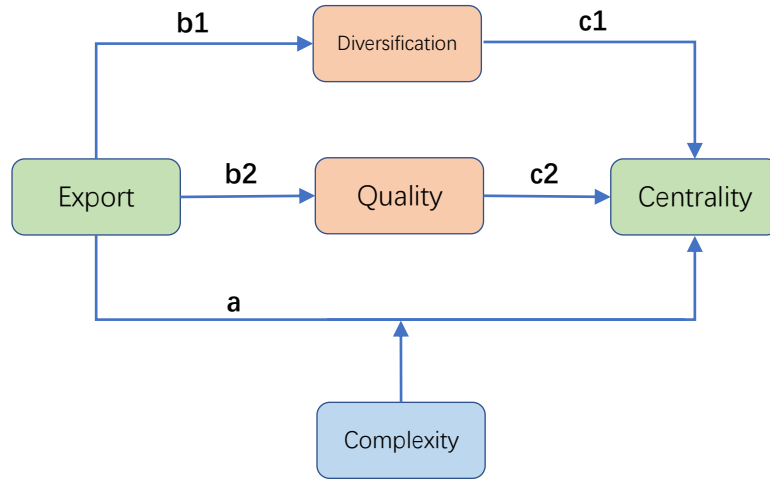 b1
Diversification
c1
Export
b2
Quality
c2
Centrality
a
Complexity